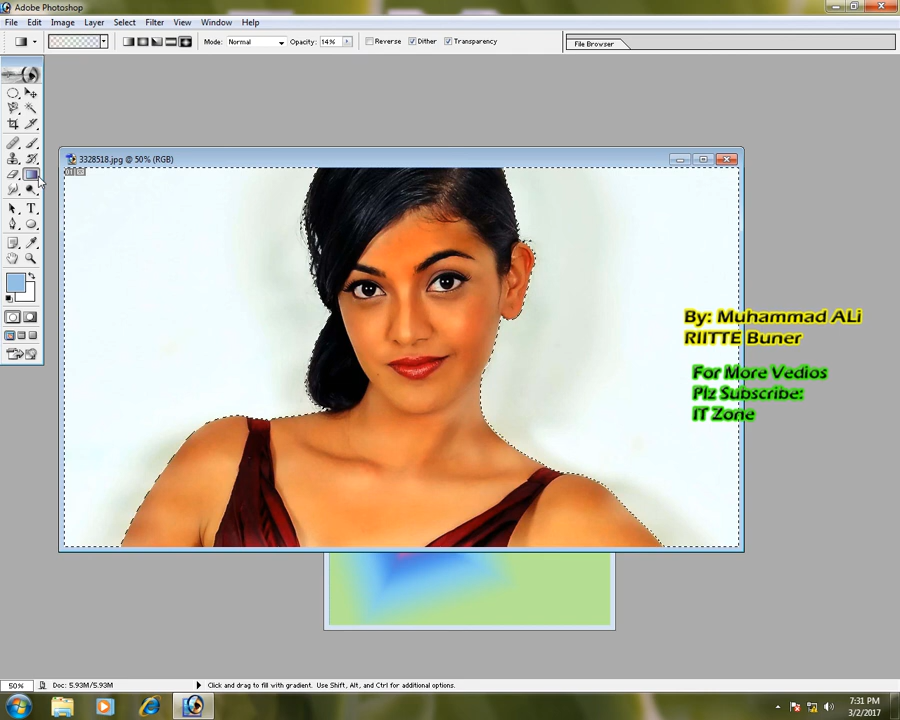 Adobe Photoshop
File Edit Image Layer Select Filter View Window Help
Mode: Normal Opacity: 14% Reverse Dither Transparency File Browser
3328518.jpg @ 50% (RGB)
By: Muhammad ALi
RIITTE Buner
For More Vedios
Plz Subscribe:
IT Zone
50% Doc: 5.93M/5.93M Click and drag to fill with gradient. Use Shift, Alt, and Ctrl for additional options.
7:31 PM
3/2/2017